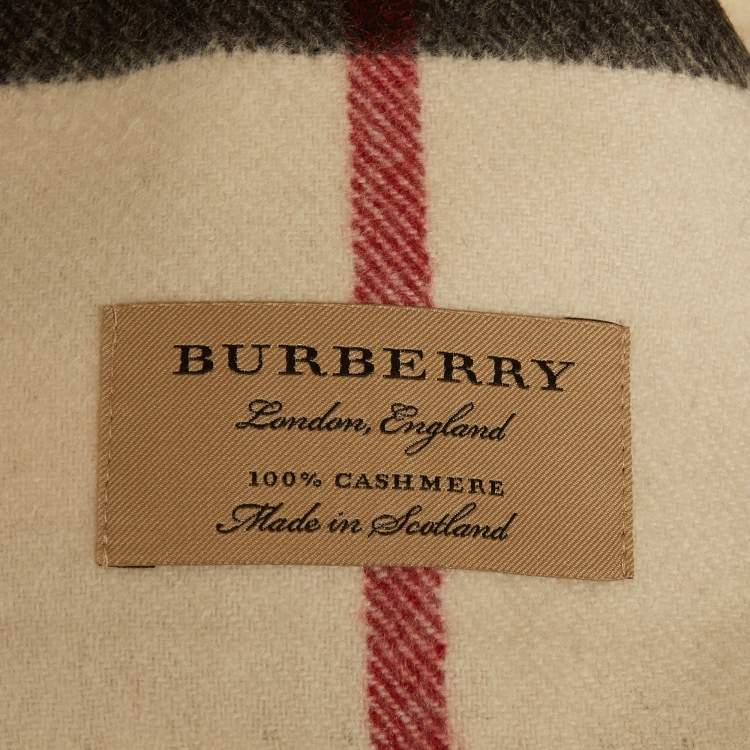 BURBERRY
London, England
100% CASHMERE
Made in Scotland